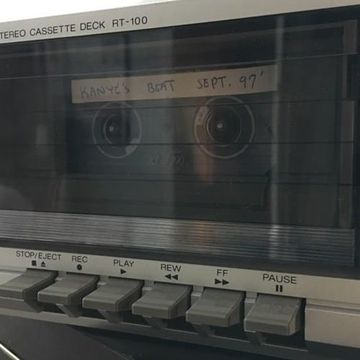 STEREO CASSETTE DECK RT-100
KANYE'S BEAT SEPT. 97'
STOP/EJECT REC PLAY REW FF PAUSE